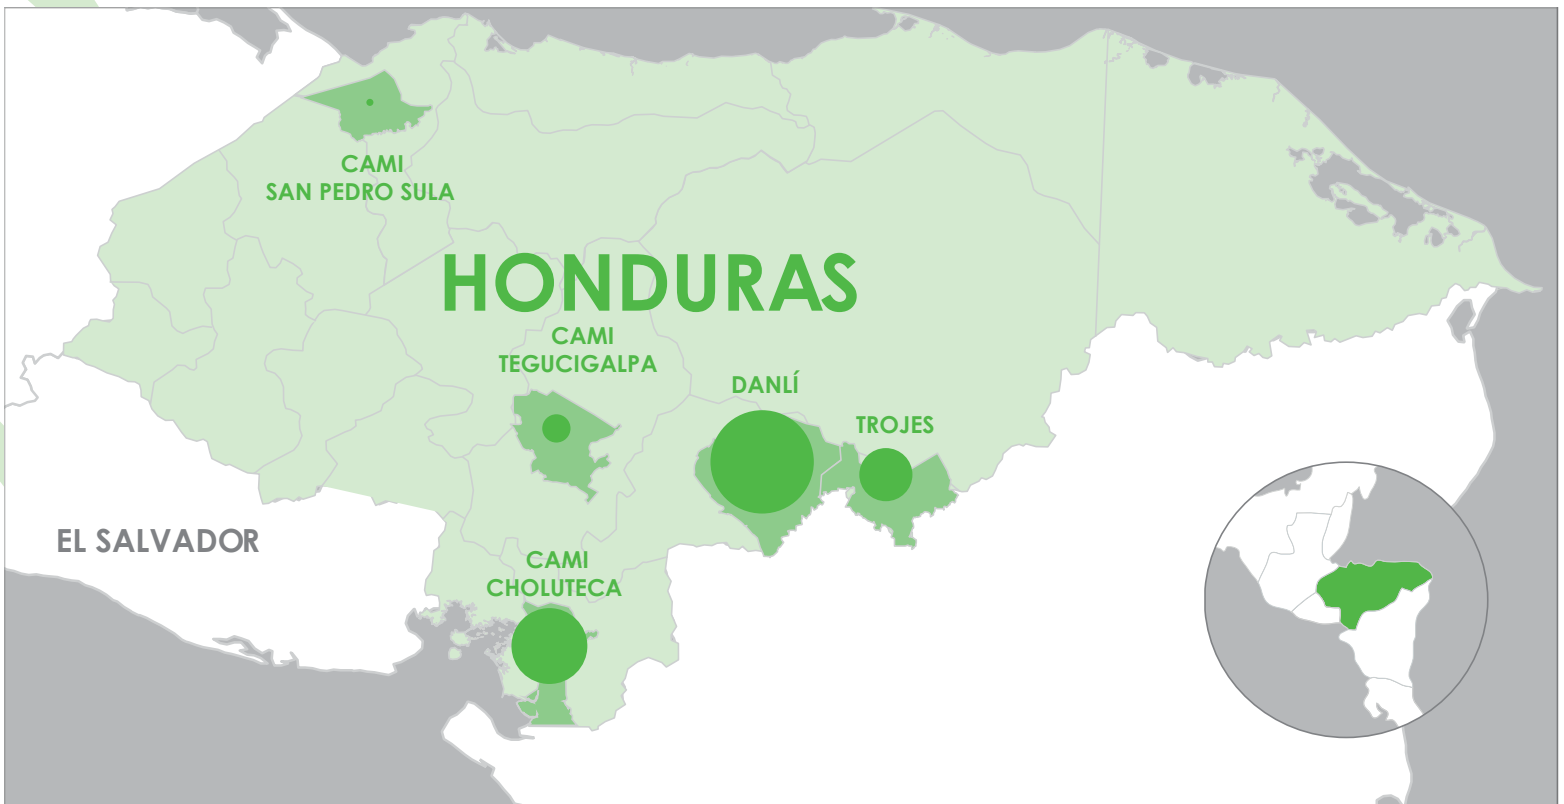 CAMI
SAN PEDRO SULA
HONDURAS
CAMI
TEGUCIGALPA
DANLÍ
TROJES
EL SALVADOR
CAMI
CHOLUTECA